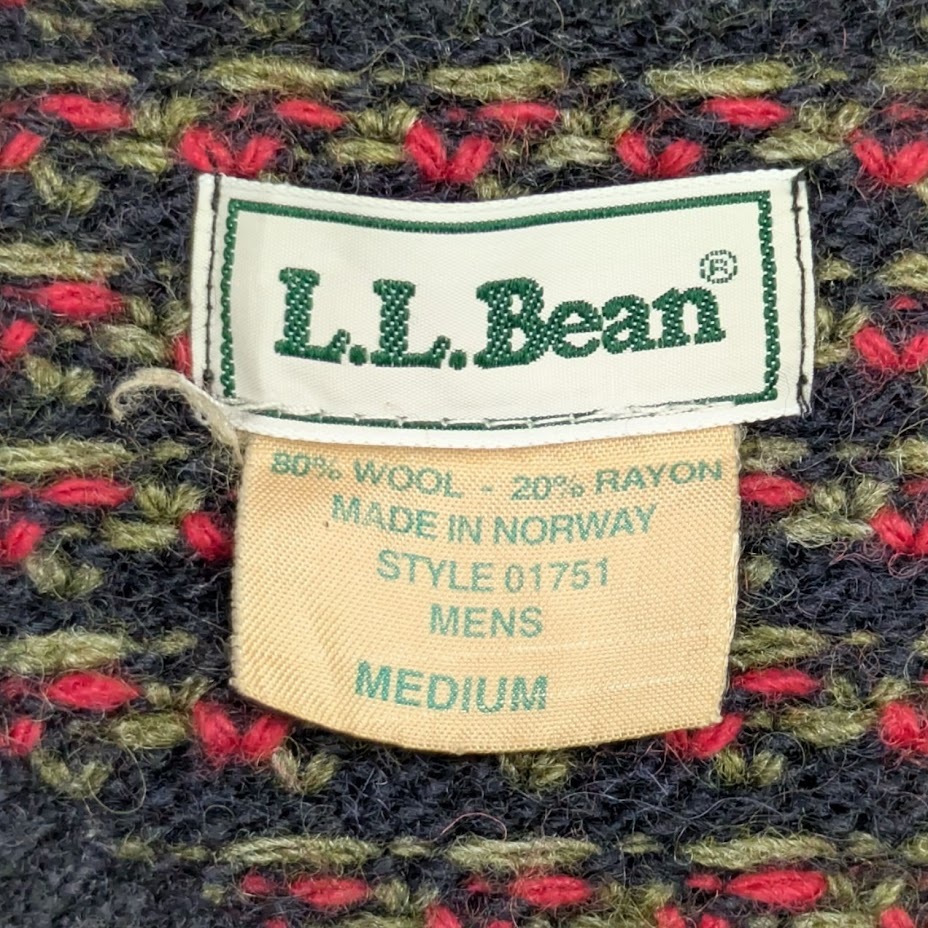 L.L.Bean®
80% WOOL - 20% RAYON
MADE IN NORWAY
STYLE 01751
MENS
MEDIUM